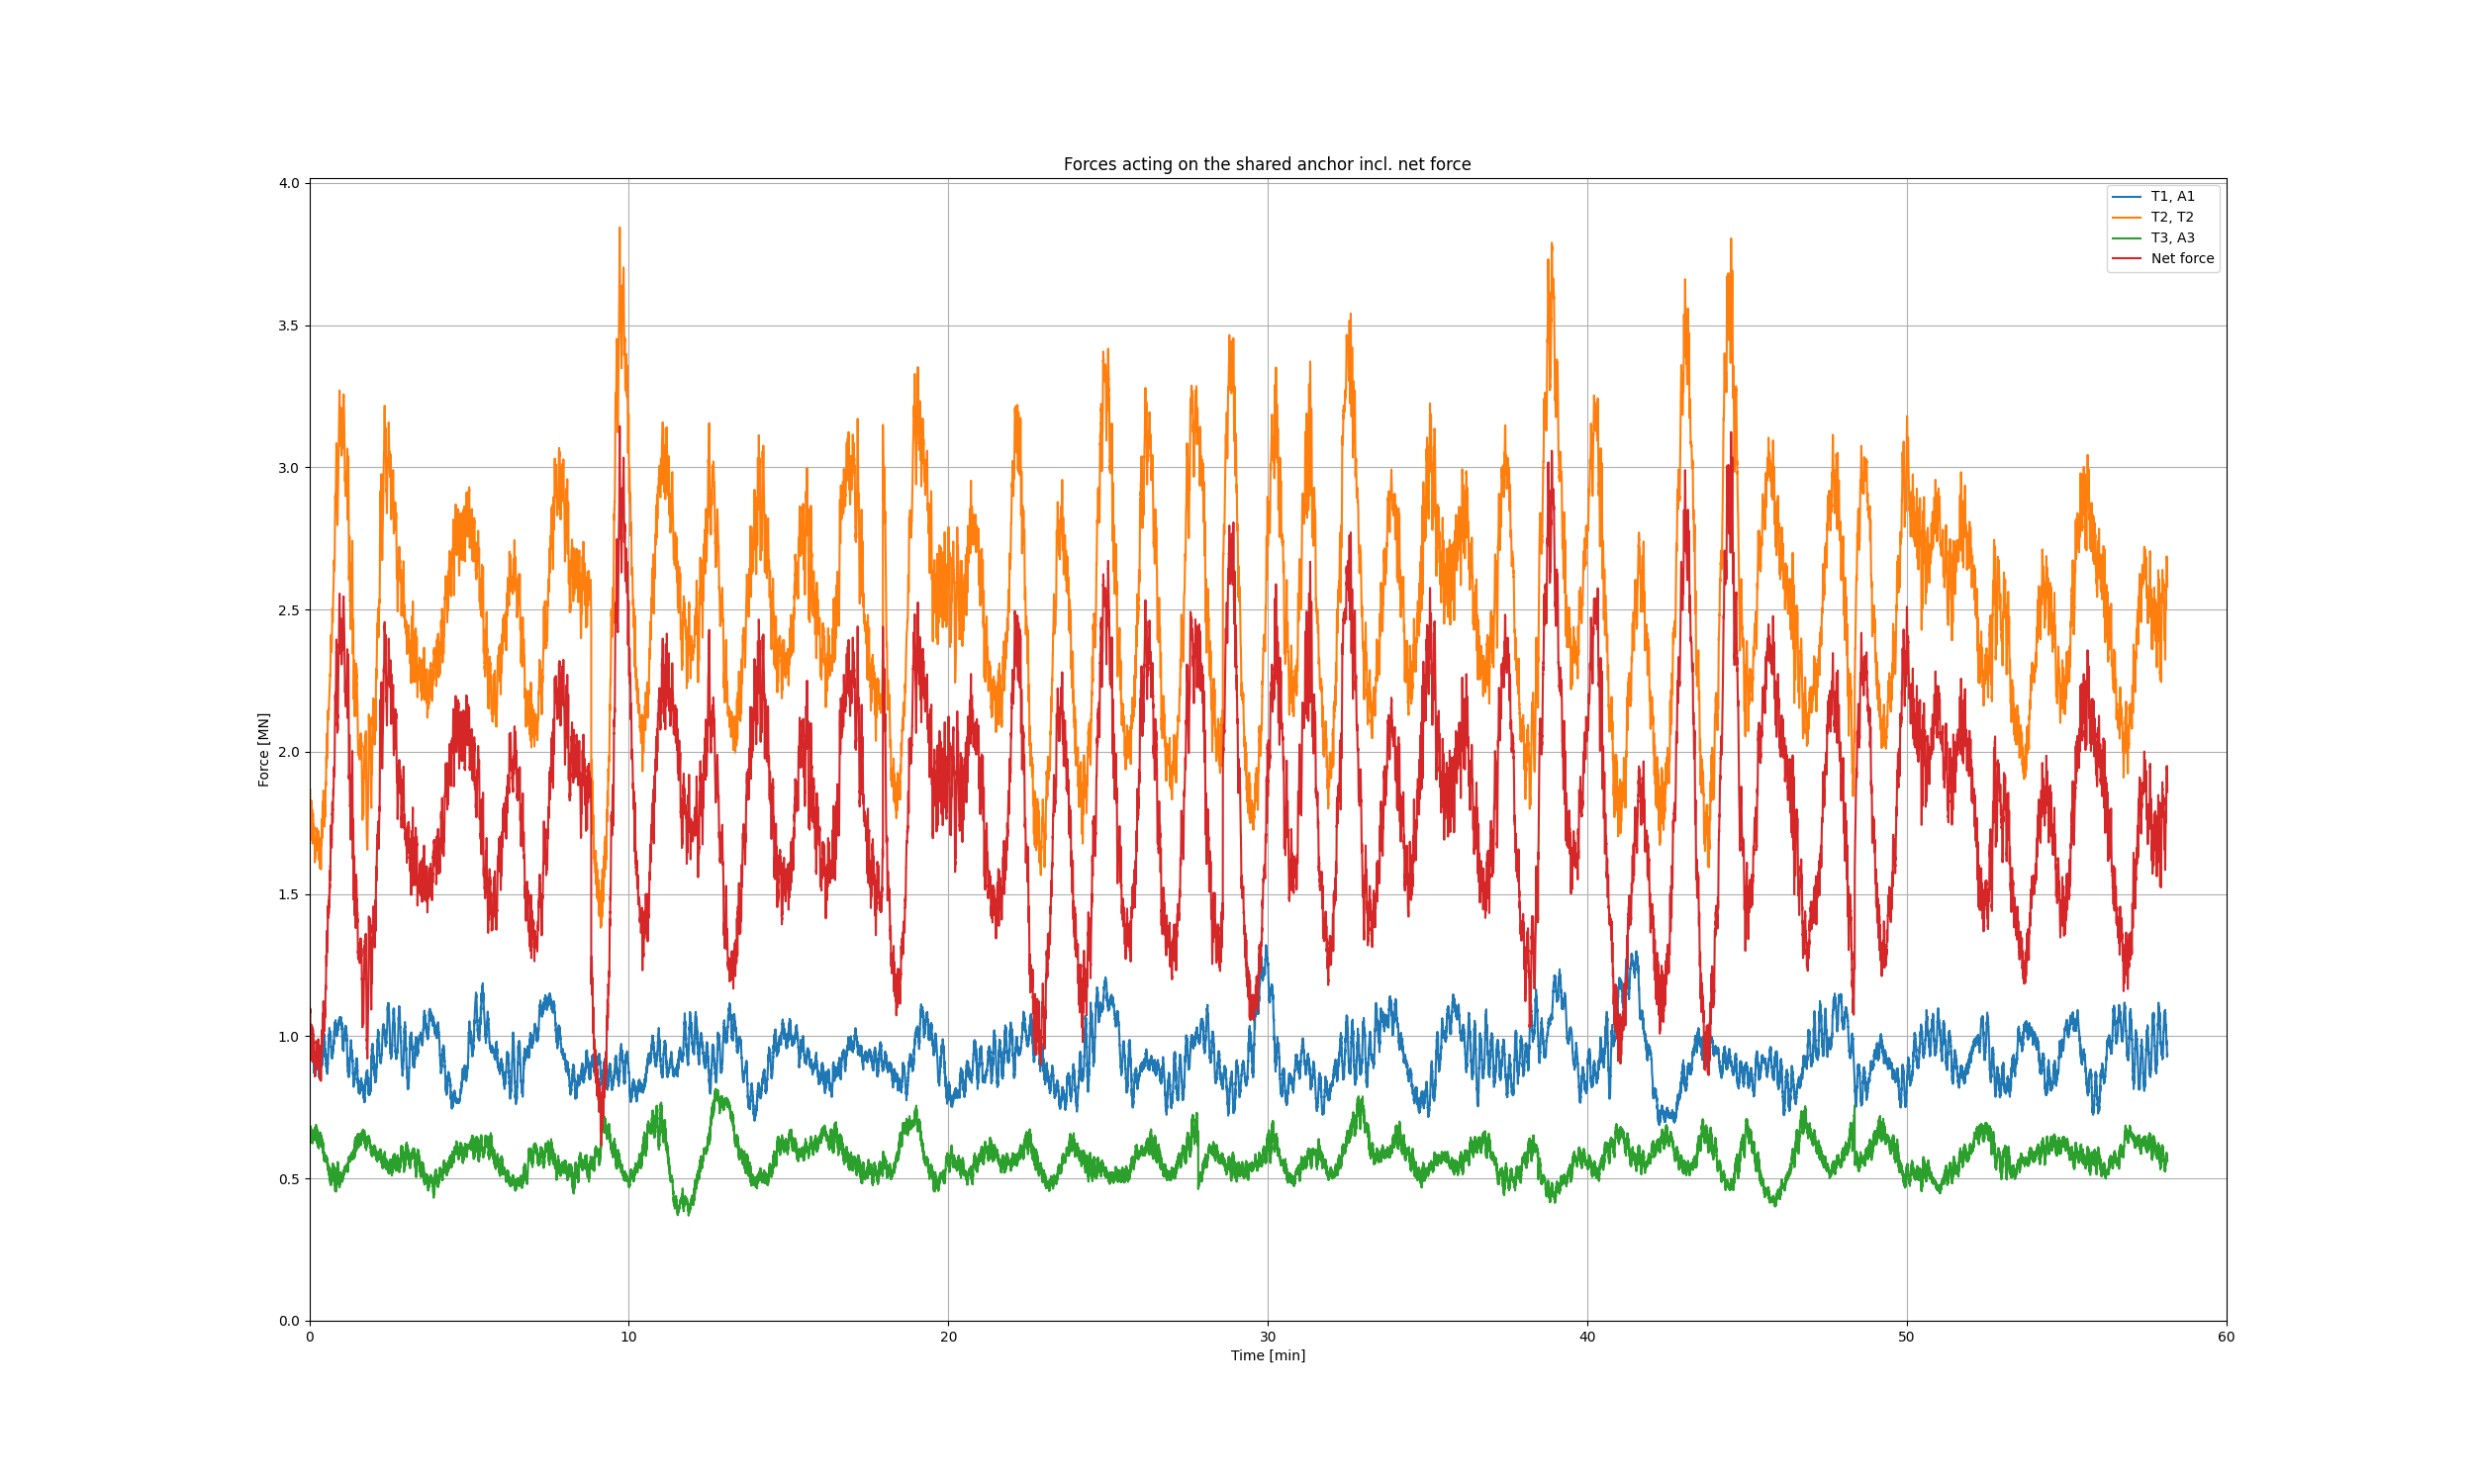 Forces acting on the shared anchor incl. net force
4.0
3.5
3.0
2.5
2.0
1.5
1.0
0.5
0.0
Force [MN]
T1, A1
T2, T2
T3, A3
Net force
0 10 20 30 40 50 60
Time [min]